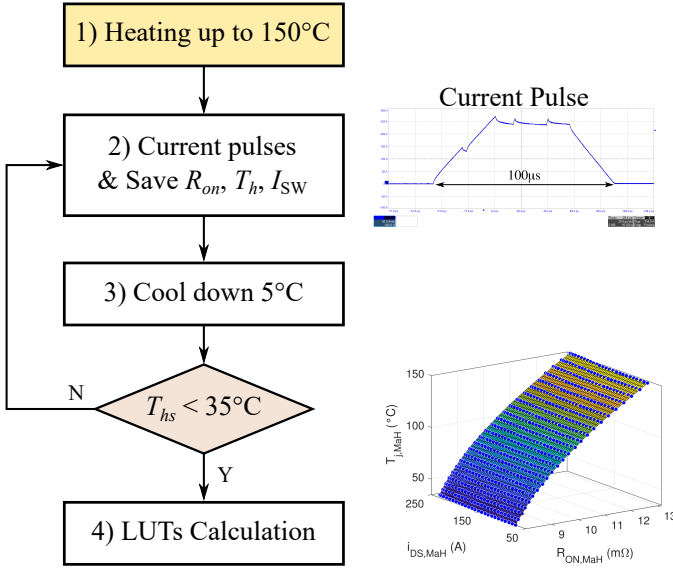 1) Heating up to 150°C
2) Current pulses
& Save Ron, Th, ISW
3) Cool down 5°C
N
Ths < 35°C
Y
4) LUTs Calculation
Current Pulse
100µs
150
100
50
Tj,MaH (°C)
250
150
50
iDS,MaH (A)
9
10
11
12
13
RON,MaH (mΩ)